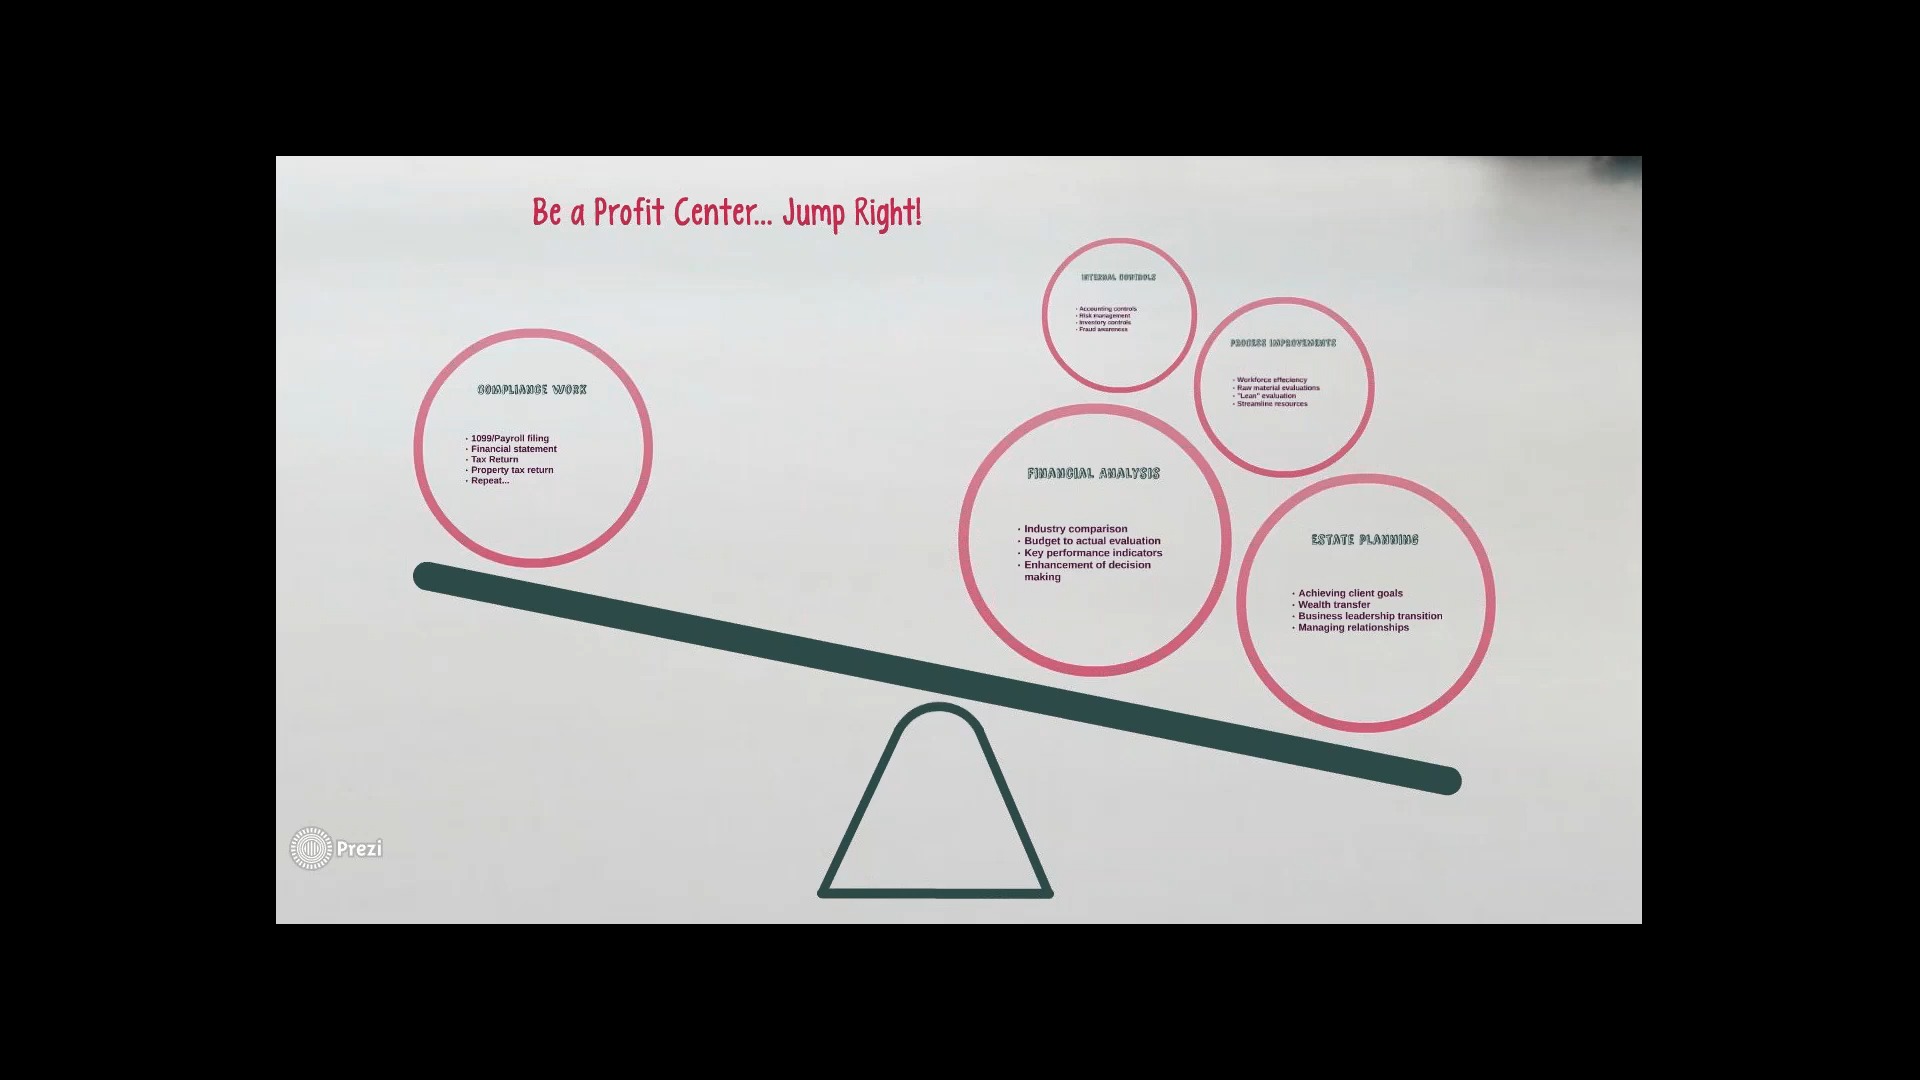 Be a Profit Center... Jump Right!
COMPLIANCE WORK
· 1099/Payroll filing
· Financial statement
· Tax Return
· Property tax return
· Repeat...
INTERNAL CONTROLS
· Accounting controls
· Risk management
· Inventory controls
· Fraud awareness
PROCESS IMPROVEMENTS
· Workforce effeciency
· Raw material evaluations
· "Lean" evaluation
· Streamline resources
FINANCIAL ANALYSIS
· Industry comparison
· Budget to actual evaluation
· Key performance indicators
· Enhancement of decision
making
ESTATE PLANNING
· Achieving client goals
· Wealth transfer
· Business leadership transition
· Managing relationships
Prezi